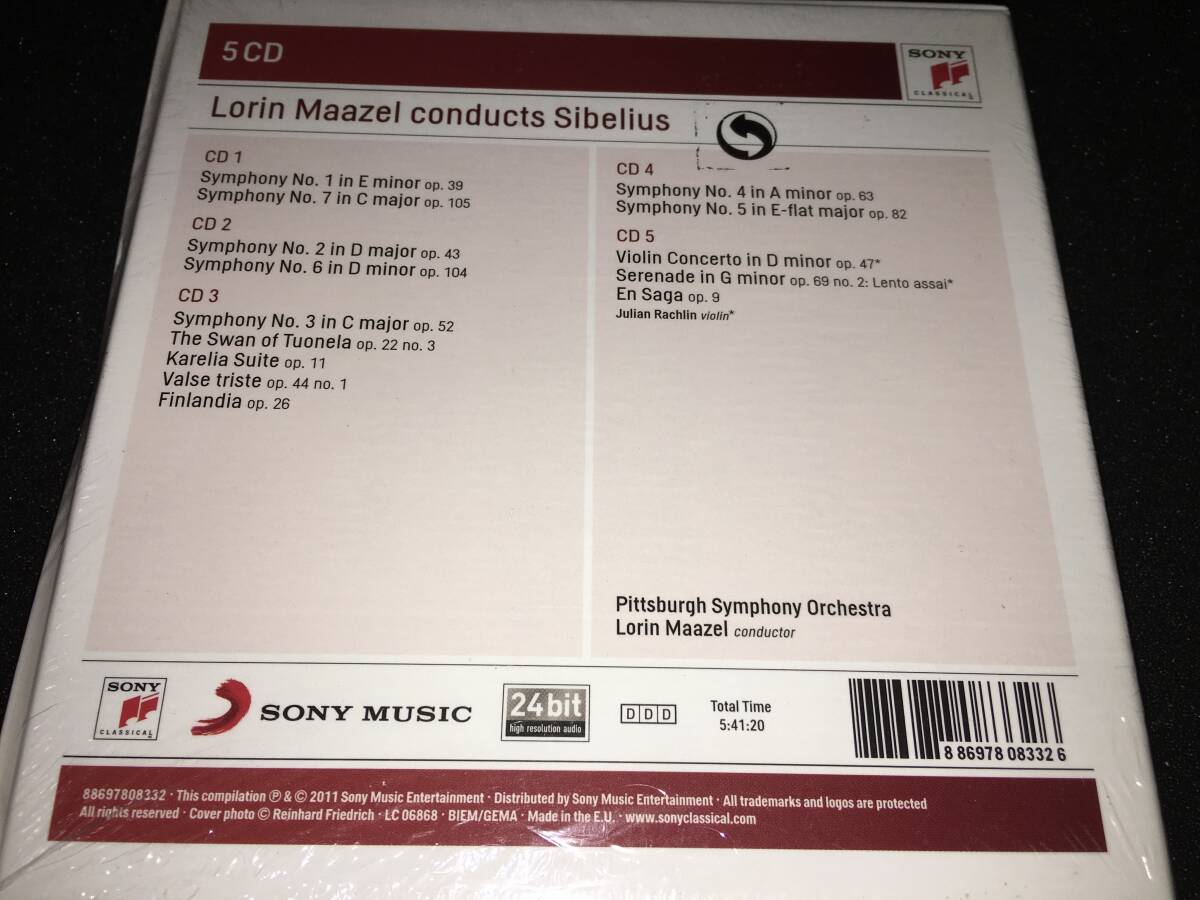 5 CD
SONY
CLASSICAL
Lorin Maazel conducts Sibelius
CD 1
Symphony No. 1 in E minor op. 39
Symphony No. 7 in C major op. 105
CD 2
Symphony No. 2 in D major op. 43
Symphony No. 6 in D minor op. 104
CD 3
Symphony No. 3 in C major op. 52
The Swan of Tuonela op. 22 no. 3
Karelia Suite op. 11
Valse triste op. 44 no. 1
Finlandia op. 26
CD 4
Symphony No. 4 in A minor op. 63
Symphony No. 5 in E-flat major op. 82
CD 5
Violin Concerto in D minor op. 47*
Serenade in G minor op. 69 no. 2: Lento assai*
En Saga op. 9
Julian Rachlin violin*
Pittsburgh Symphony Orchestra
Lorin Maazel conductor
SONY
CLASSICAL
SONY MUSIC
24 bit
high resolution audio
D D D
Total Time
5:41:20
8 86978 08332 6
88697808332 · This compilation ℗ & © 2011 Sony Music Entertainment · Distributed by Sony Music Entertainment · All trademarks and logos are protected
All rights reserved · Cover photo © Reinhard Friedrich · LC 06868 · BIEM/GEMA · Made in the E.U. · www.sonyclassical.com